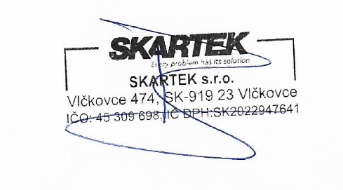 SKARTEK
Every problem has its solution
SKARTEK s.r.o.
Vlčkovce 474, SK-919 23 Vlčkovce
IČO: 45 309 698, IČ DPH:SK2022947641